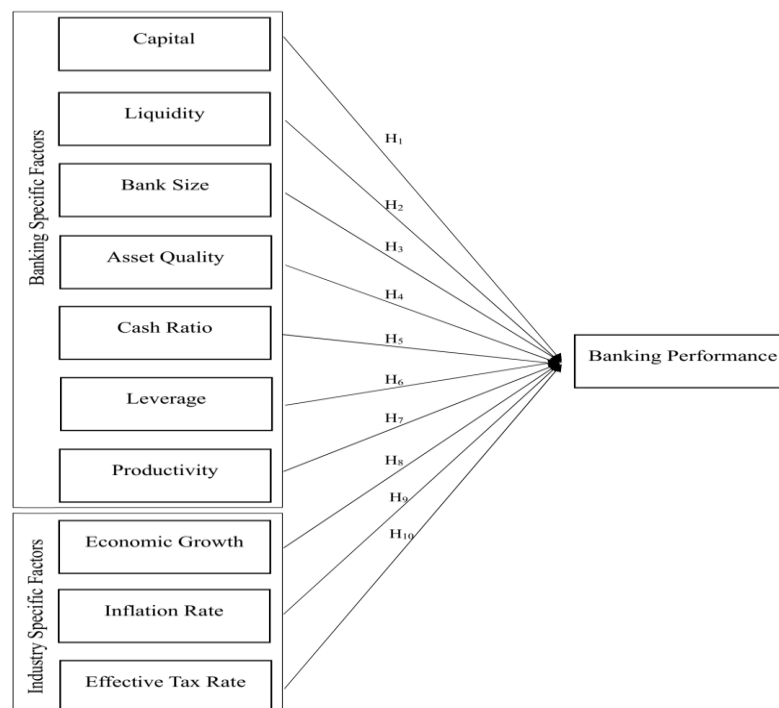 Banking Specific Factors
Capital
Liquidity
Bank Size
Asset Quality
Cash Ratio
Leverage
Productivity
Industry Specific Factors
Economic Growth
Inflation Rate
Effective Tax Rate
H₁
H₂
H₃
H₄
H₅
H₆
H₇
H₈
H₉
H₁₀
Banking Performance